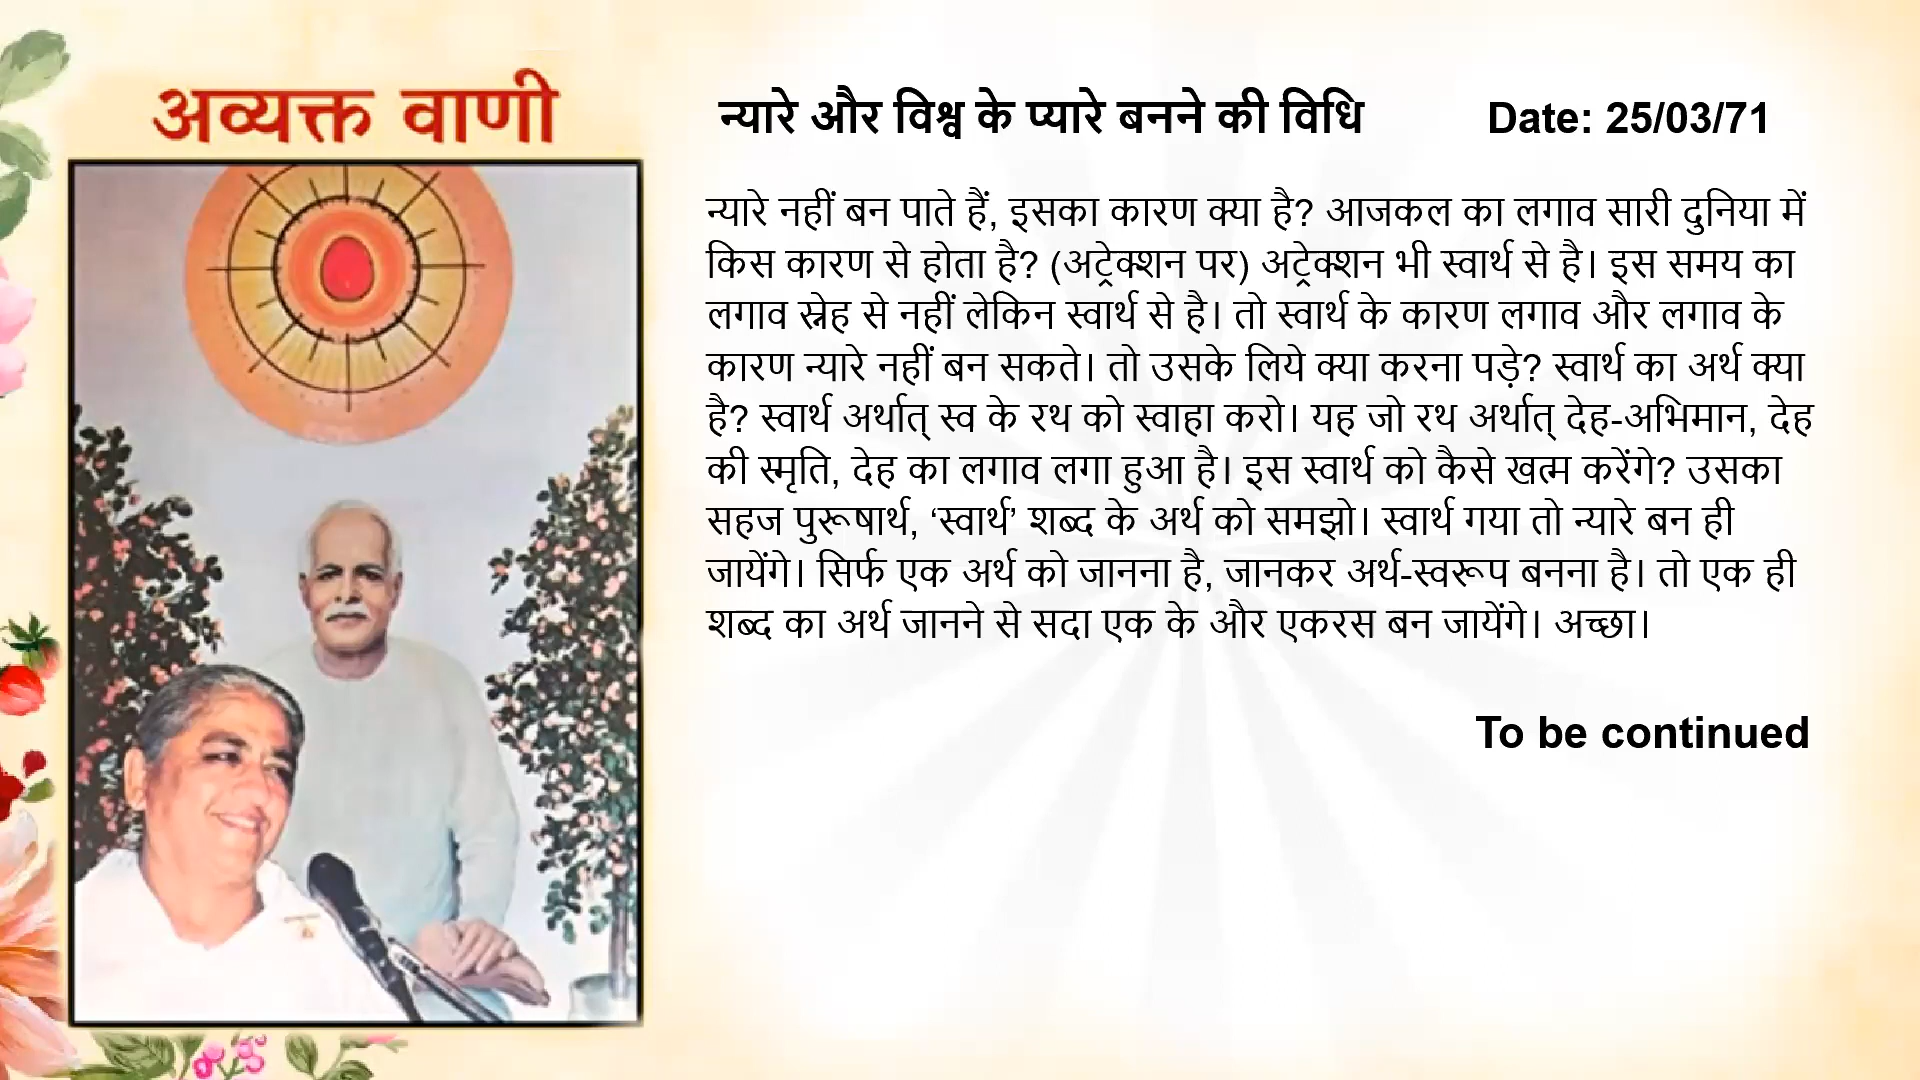 अव्यक्त वाणी
न्यारे और विश्व के प्यारे बनने की विधि Date: 25/03/71
न्यारे नहीं बन पाते हैं, इसका कारण क्या है? आजकल का लगाव सारी दुनिया में
किस कारण से होता है? (अट्रेक्शन पर) अट्रेक्शन भी स्वार्थ से है। इस समय का
लगाव स्नेह से नहीं लेकिन स्वार्थ से है। तो स्वार्थ के कारण लगाव और लगाव के
कारण न्यारे नहीं बन सकते। तो उसके लिये क्या करना पड़े? स्वार्थ का अर्थ क्या
है? स्वार्थ अर्थात् स्व के रथ को स्वाहा करो। यह जो रथ अर्थात् देह-अभिमान, देह
की स्मृति, देह का लगाव लगा हुआ है। इस स्वार्थ को कैसे खत्म करेंगे? उसका
सहज पुरूषार्थ, ‘स्वार्थ’ शब्द के अर्थ को समझो। स्वार्थ गया तो न्यारे बन ही
जायेंगे। सिर्फ एक अर्थ को जानना है, जानकर अर्थ-स्वरूप बनना है। तो एक ही
शब्द का अर्थ जानने से सदा एक के और एकरस बन जायेंगे। अच्छा।
To be continued